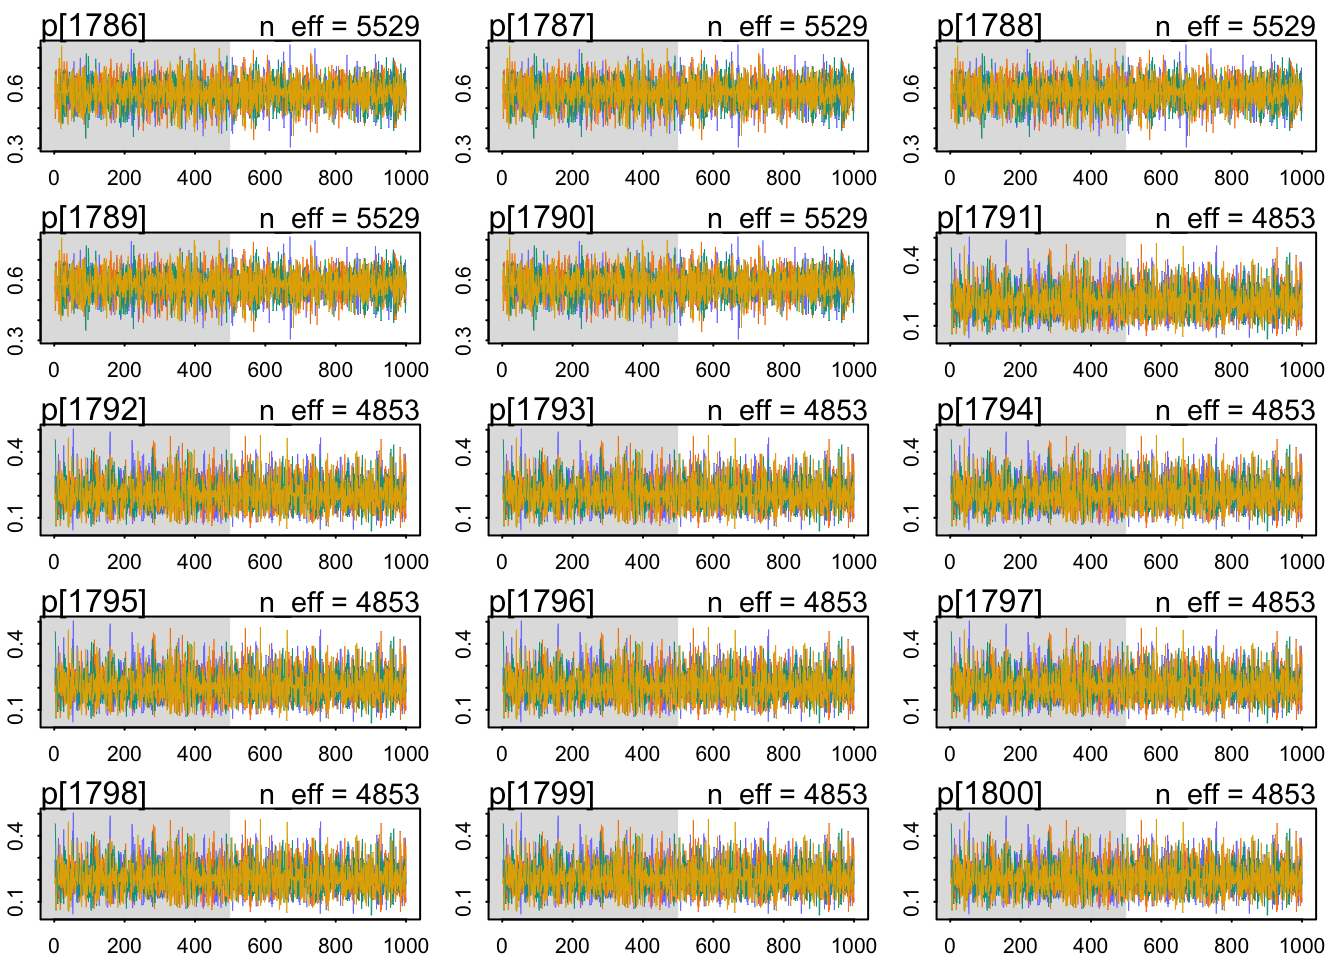 p[1786] n_eff = 5529 p[1787] n_eff = 5529 p[1788] n_eff = 5529
0.6 0.6 0.6
0.3 0.3 0.3
0 200 400 600 800 1000 0 200 400 600 800 1000 0 200 400 600 800 1000
p[1789] n_eff = 5529 p[1790] n_eff = 5529 p[1791] n_eff = 4853
0.6 0.6 0.4
0.3 0.3 0.1
0 200 400 600 800 1000 0 200 400 600 800 1000 0 200 400 600 800 1000
p[1792] n_eff = 4853 p[1793] n_eff = 4853 p[1794] n_eff = 4853
0.4 0.4 0.4
0.1 0.1 0.1
0 200 400 600 800 1000 0 200 400 600 800 1000 0 200 400 600 800 1000
p[1795] n_eff = 4853 p[1796] n_eff = 4853 p[1797] n_eff = 4853
0.4 0.4 0.4
0.1 0.1 0.1
0 200 400 600 800 1000 0 200 400 600 800 1000 0 200 400 600 800 1000
p[1798] n_eff = 4853 p[1799] n_eff = 4853 p[1800] n_eff = 4853
0.4 0.4 0.4
0.1 0.1 0.1
0 200 400 600 800 1000 0 200 400 600 800 1000 0 200 400 600 800 1000